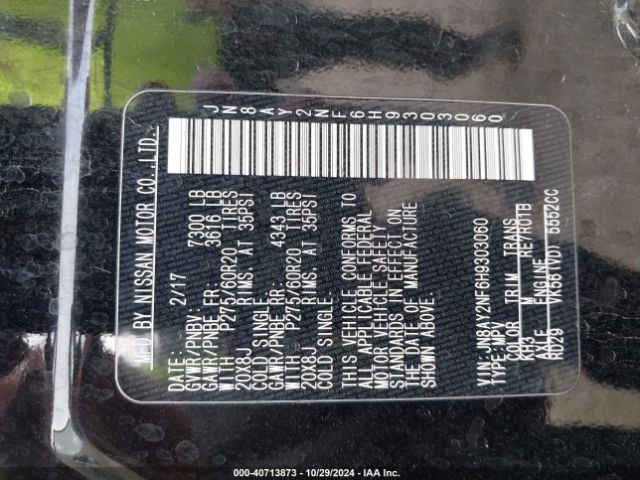 JN8AY2NF6H9303060
MFD BY NISSAN MOTOR CO.,LTD.
DATE: 2/17
GVWR/PNBV: 7300 LB
GAWR/PNBE FR: 3616 LB
WITH P275/60R20 TIRES
20X8J RIMS, AT 35PSI
COLD SINGLE.
GAWR/PNBE RR: 4343 LB
WITH P275/60R20 TIRES
20X8J RIMS, AT 35PSI
COLD SINGLE.
THIS VEHICLE CONFORMS TO
ALL APPLICABLE FEDERAL
MOTOR VEHICLE SAFETY
STANDARDS IN EFFECT ON
THE DATE OF MANUFACTURE
SHOWN ABOVE.
VIN:JN8AY2NF6H9303060
TYPE:MPV
COLOR TRIM TRANS
KH3 M RE7R01B
AXLE ENGINE
RD29 VK56(VD) 5552CC
000-40713873 - 10/29/2024 - IAA Inc.